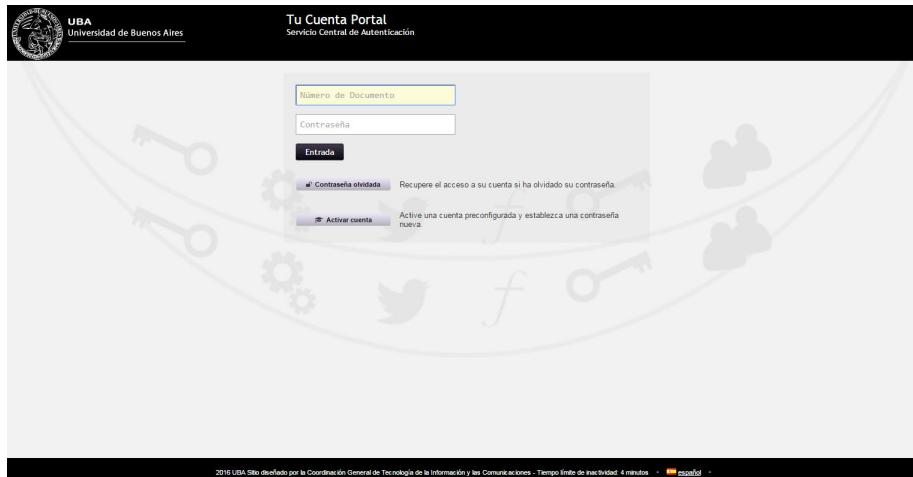 UBA
Universidad de Buenos Aires
Tu Cuenta Portal
Servicio Central de Autenticación
Número de Documento
Contraseña
Entrada
Contraseña olvidada
Recupere el acceso a su cuenta si ha olvidado su contraseña.
Activar cuenta
Active una cuenta preconfigurada y establezca una contraseña
nueva.
2016 UBA Sitio diseñado por la Coordinación General de Tecnología de la Información y las Comunicaciones - Tiempo límite de inactividad: 4 minutos • español •